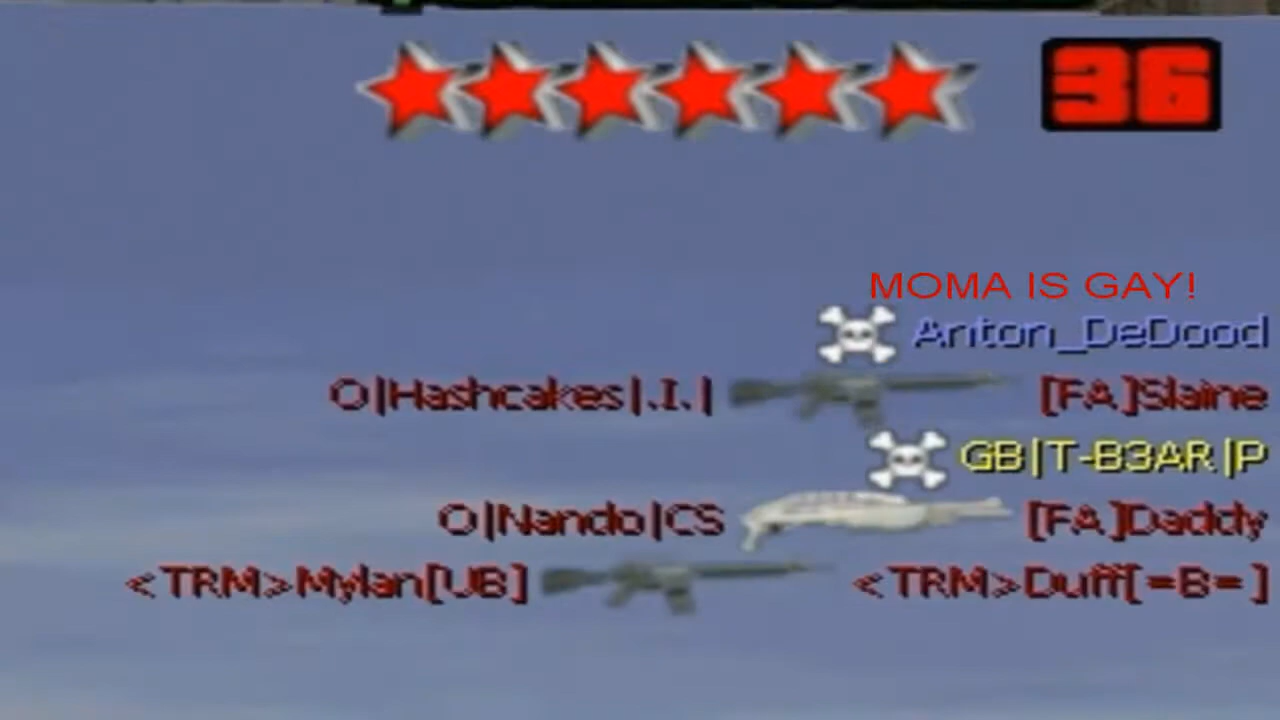 36
MOMA IS GAY!
Anton_DeDood
O|Hashcakes|.I.| [FA]Slaine
GB|T-B3AR|P
O|Nando|CS [FA]Daddy
<TRM>Mylan[UB] <TRM>Duff[=B=]